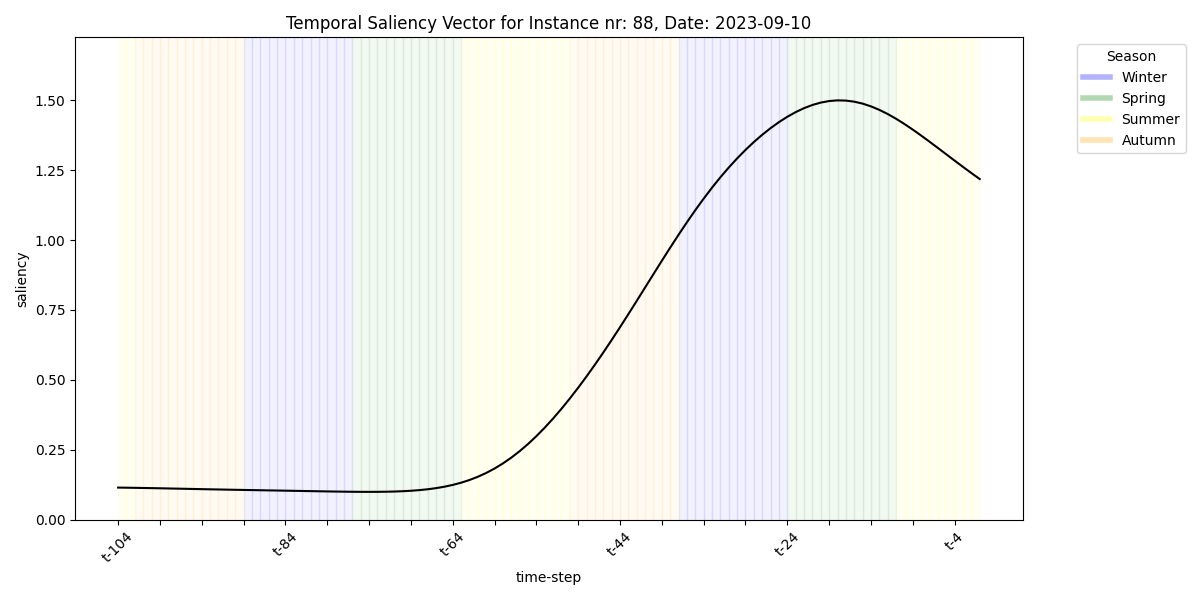 Temporal Saliency Vector for Instance nr: 88, Date: 2023-09-10
Season
Winter
Spring
Summer
Autumn
saliency
1.50
1.25
1.00
0.75
0.50
0.25
0.00
t-104
t-84
t-64
t-44
t-24
t-4
time-step